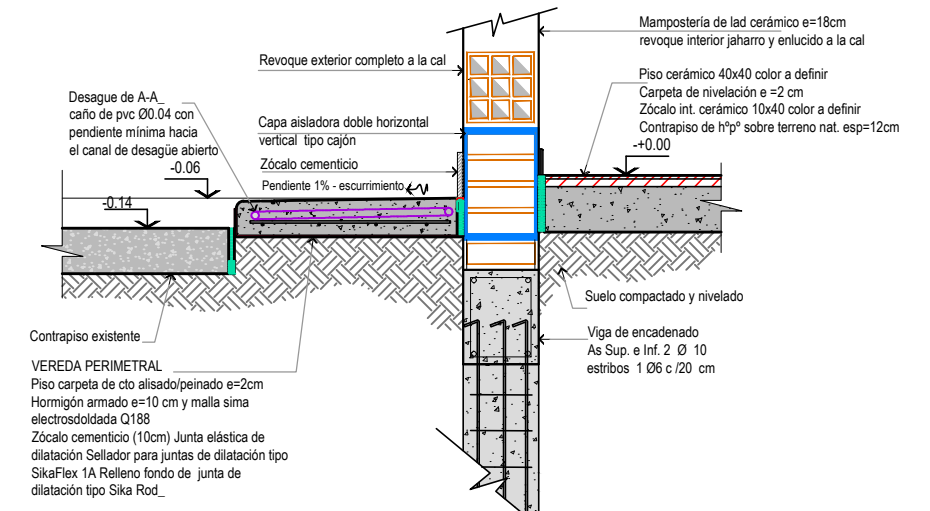 Mampostería de lad cerámico e=18cm
revoque interior jaharro y enlucido a la cal
Revoque exterior completo a la cal
Piso cerámico 40x40 color a definir
Carpeta de nivelación e =2 cm
Zócalo int. cerámico 10x40 color a definir
Contrapiso de hºpº sobre terreno nat. esp=12cm
-+0.00
Desague de A-A_
caño de pvc Ø0.04 con
pendiente mínima hacia
el canal de desagüe abierto
Capa aisladora doble horizontal
vertical tipo cajón
Zócalo cementicio
Pendiente 1% - escurrimiento
-0.06
-0.14
Suelo compactado y nivelado
Contrapiso existente
Viga de encadenado
As Sup. e Inf. 2 Ø 10
estribos 1 Ø6 c /20 cm
VEREDA PERIMETRAL
Piso carpeta de cto alisado/peinado e=2cm
Hormigón armado e=10 cm y malla sima
electrosdoldada Q188
Zócalo cementicio (10cm) Junta elástica de
dilatación Sellador para juntas de dilatación tipo
SikaFlex 1A Relleno fondo de junta de
dilatación tipo Sika Rod_